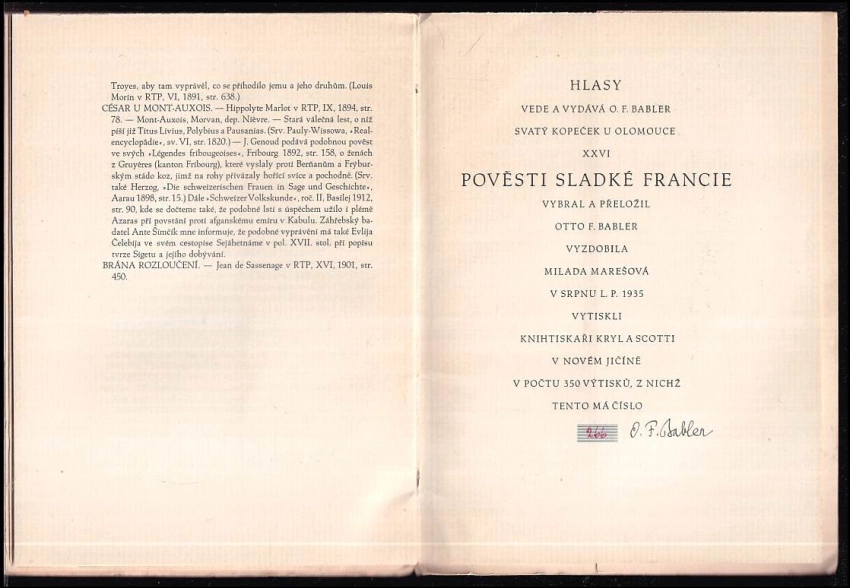 Troyes, aby tam vyprávěl, co se přihodilo jemu a jeho druhům. (Louis
Morin v RTP, VI, 1891, str. 638.)
CÉSAR U MONT-AUXOIS. — Hippolyte Marlot v RTP, IX, 1894, str.
78. — Mont-Auxois, Morvan, dep. Nièvre. — Stará válečná lest, o níž
píší již Titus Livius, Polybius a Pausanias. (Srv. Pauly-Wissowa, »Real-
encyclopädie«, sv. VI, str. 1820.) — J. Genoud podává podobnou pověst
ve svých »Légendes fribougeoises«, Fribourg 1892, str. 158, o ženách
z Gruyères (kanton Fribourg), které vyslaly proti Berňanům a Frýbur-
ským stádo koz, jimž na rohy přivázaly hořící svíce a pochodně. (Srv.
také Herzog, »Die schweizerischen Frauen in Sage und Geschichte«,
Aarau 1898, str. 15.) Dále »Schweizer Volkskunde«, roč. II, Basilej 1912,
str. 90, kde se dočteme také, že podobné lsti s úspěchem užilo i plémě
Azaras při povstání proti afganskému emiru v Kabulu. Záhřebský ba-
datel Ante Šimčík mne informuje, že podobné vyprávění má také Evlija
Čelebija ve svém cestopise Sejâhetnâme v pol. XVII. stol. při popisu
tvrze Sigetu a jejího dobývání.
BRÁNA ROZLOUČENÍ. — Jean de Sassenage v RTP, XVI, 1901, str.
450.
HLASY
VEDE A VYDÁVÁ O. F. BABLER
SVATÝ KOPEČEK U OLOMOUCE
XXVI
POVĚSTI SLADKÉ FRANCIE
VYBRAL A PŘELOŽIL
OTTO F. BABLER
VYZDOBILA
MILADA MAREŠOVÁ
V SRPNU L. P. 1935
VYTISKLI
KNIHTISKAŘI KRYL A SCOTTI
V NOVÉM JIČÍNĚ
V POČTU 350 VÝTISKŮ, Z NICHŽ
TENTO MÁ ČÍSLO
266 O. F. Babler